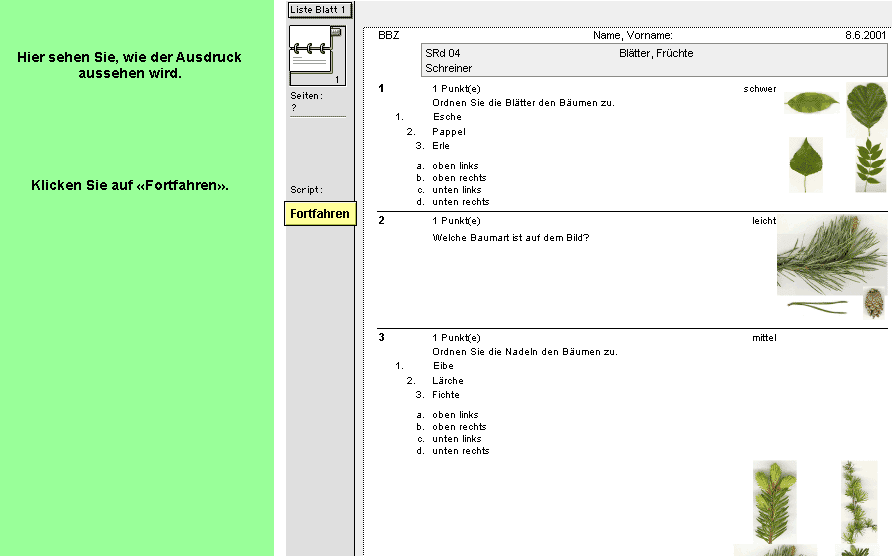 Hier sehen Sie, wie der Ausdruck
aussehen wird.
Klicken Sie auf «Fortfahren».
Liste Blatt 1
1
Seiten:
?
Script:
Fortfahren
BBZ Name, Vorname: 8.6.2001
SRd 04 Blätter, Früchte
Schreiner
1 1 Punkt(e) schwer
Ordnen Sie die Blätter den Bäumen zu.
1. Esche
2. Pappel
3. Erle
a. oben links
b. oben rechts
c. unten links
d. unten rechts
2 1 Punkt(e) leicht
Welche Baumart ist auf dem Bild?
3 1 Punkt(e) mittel
Ordnen Sie die Nadeln den Bäumen zu.
1. Eibe
2. Lärche
3. Fichte
a. oben links
b. oben rechts
c. unten links
d. unten rechts